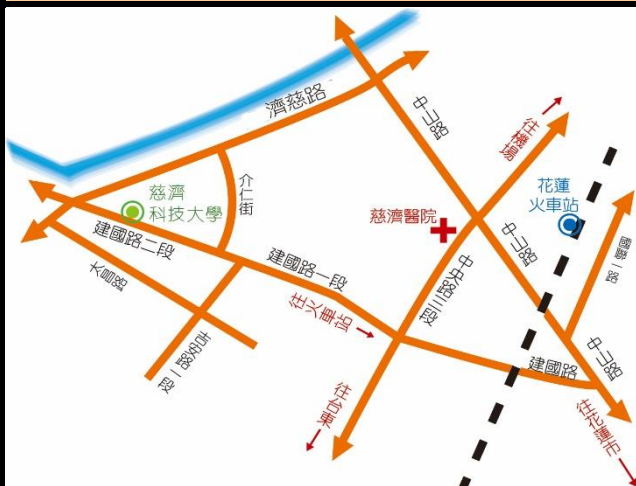 濟慈路
中山路
往機場
慈濟
科技大學
介仁街
花蓮
火車站
慈濟醫院
中山路
國聯一路
建國路二段
大昌路
建國路一段
中央路三段
往火車站
中山路
建國路
吉安路一段
往台東
往花蓮市